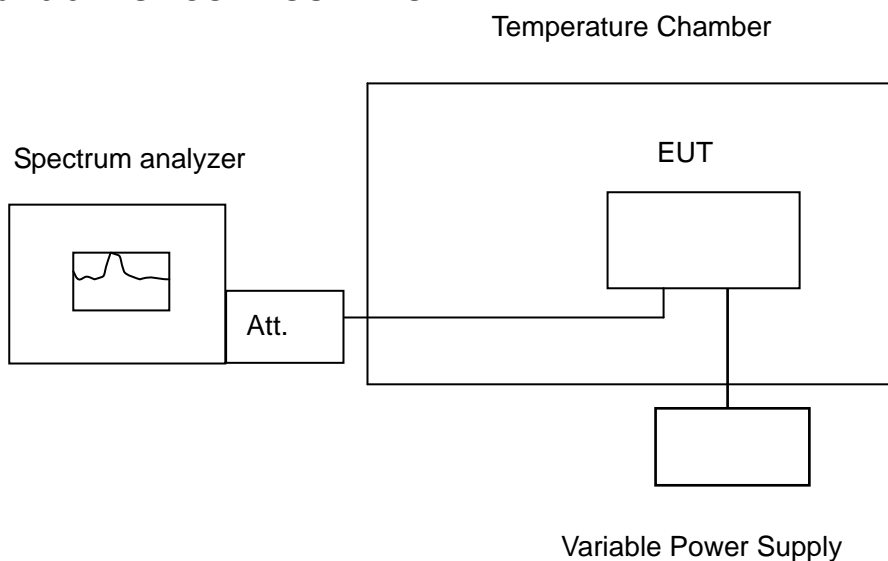 Temperature Chamber
Spectrum analyzer
EUT
Att.
Variable Power Supply